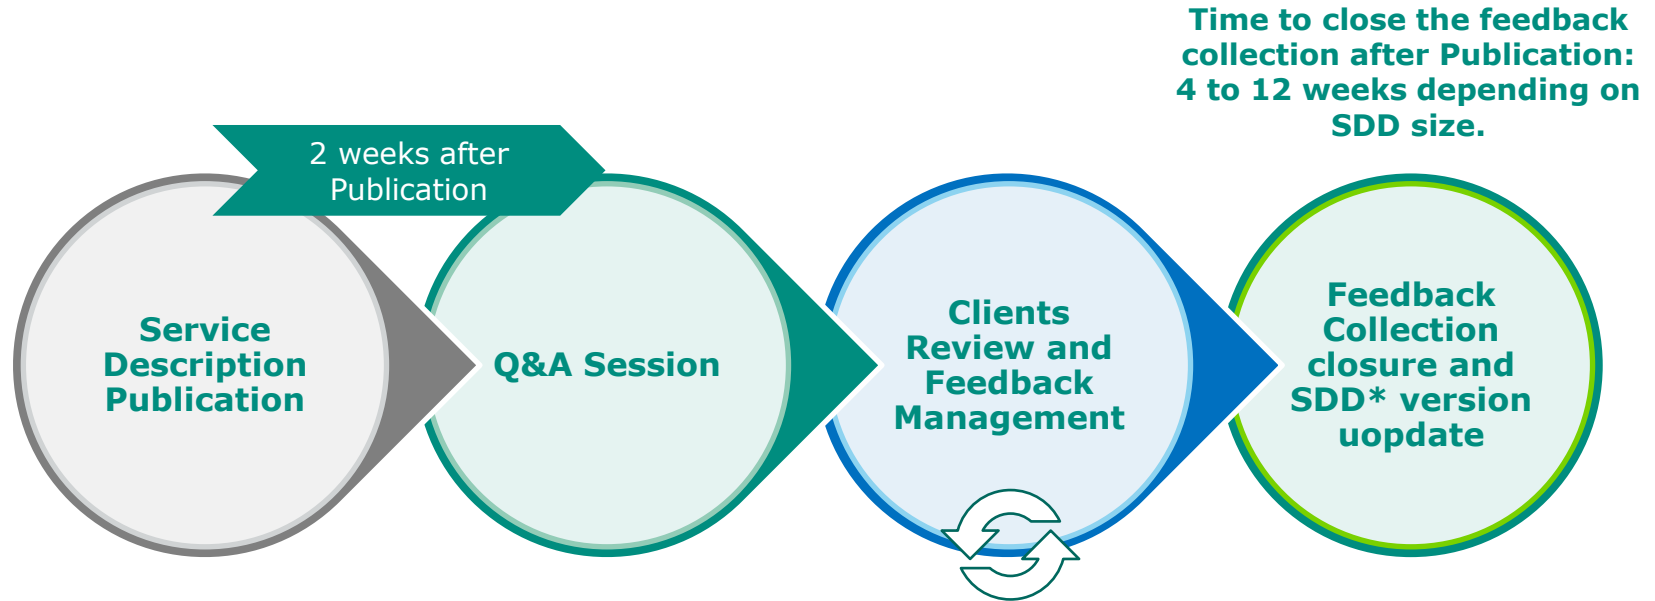 Time to close the feedback
collection after Publication:
4 to 12 weeks depending on
SDD size.
2 weeks after
Publication
Service
Description
Publication
Q&A Session
Clients
Review and
Feedback
Management
Feedback
Collection
closure and
SDD* version
uopdate